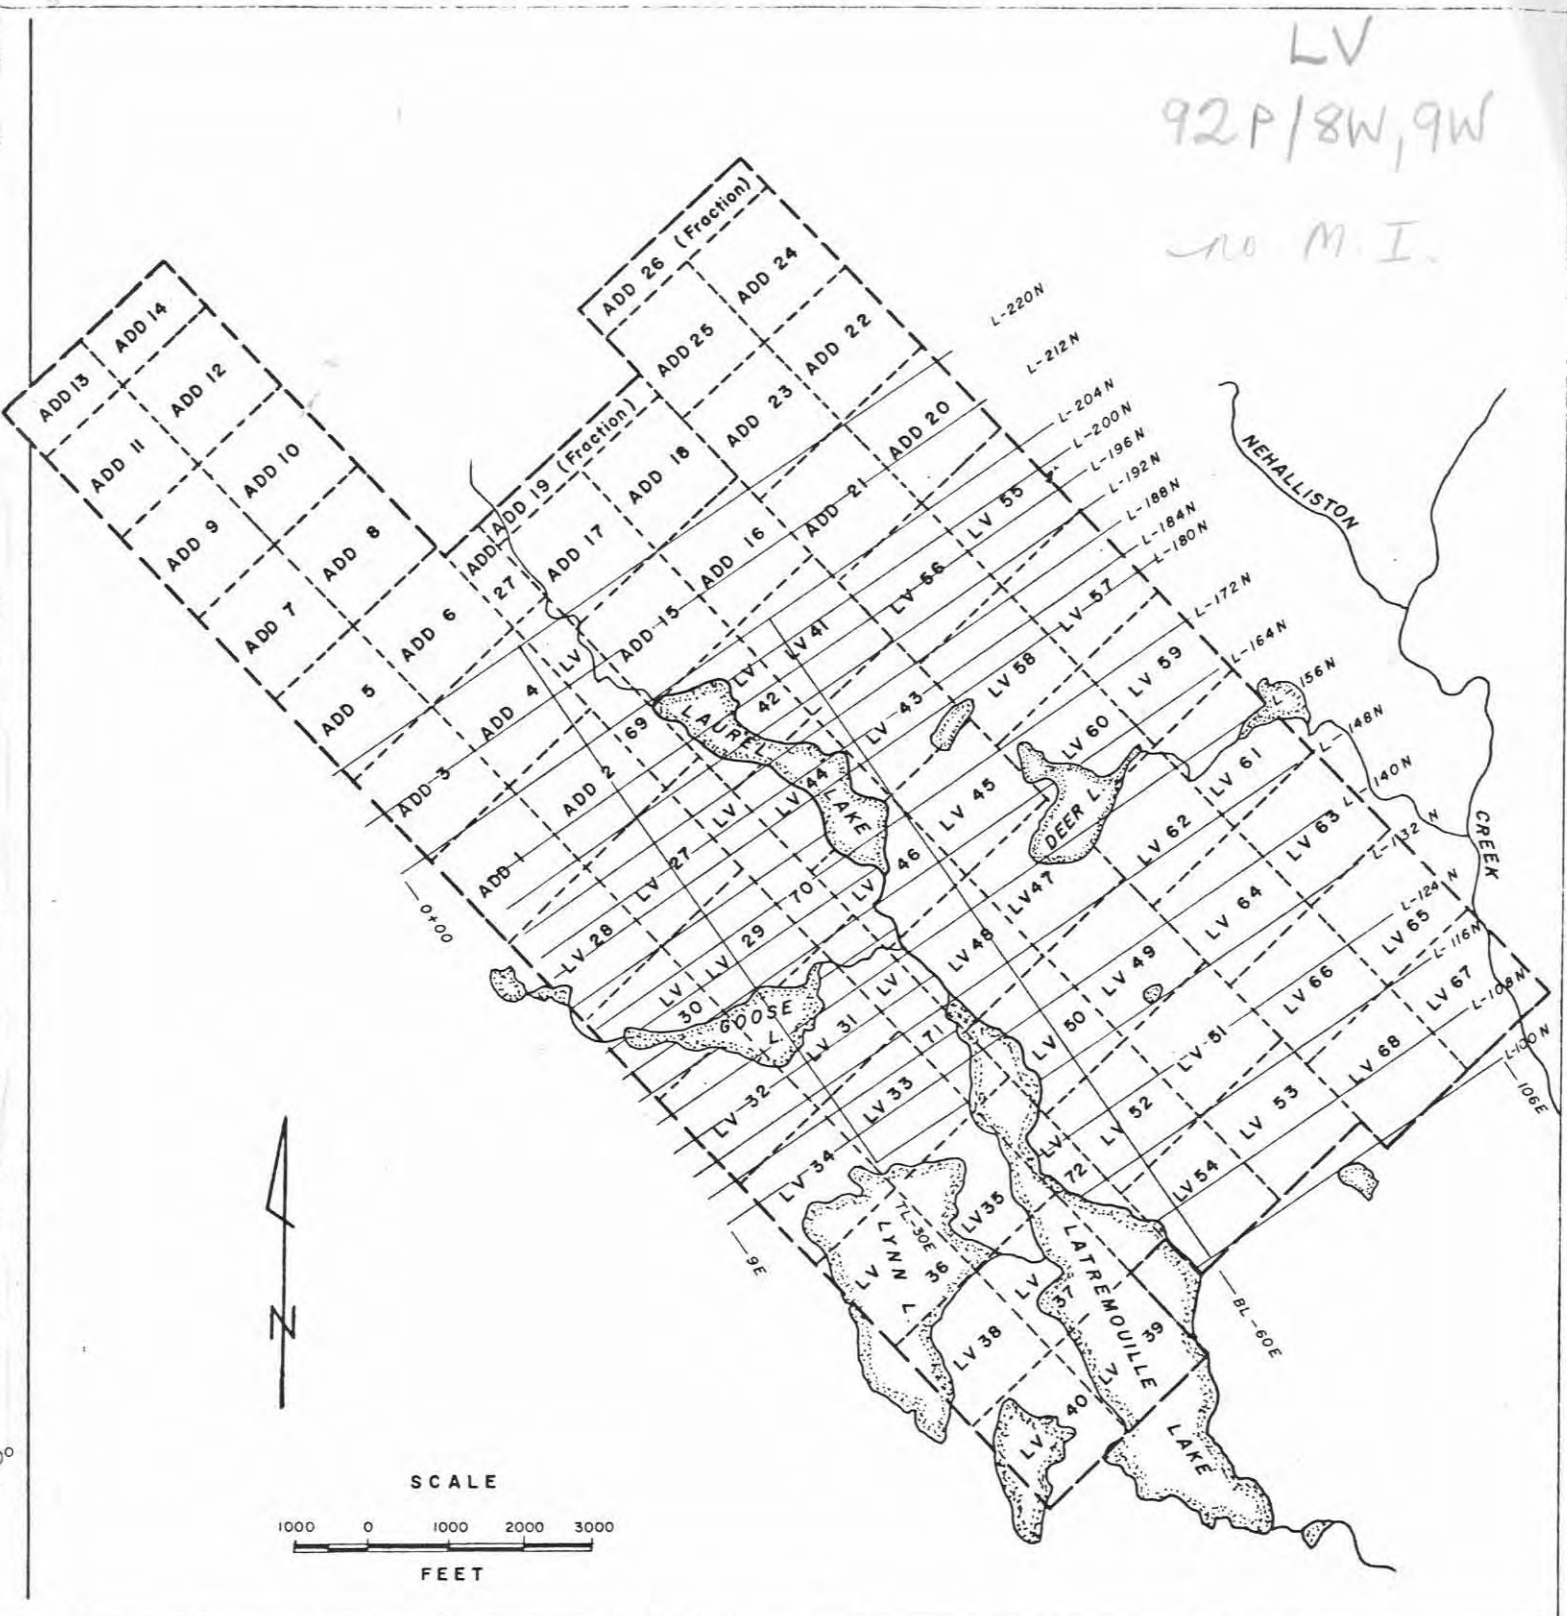 LV
92P/8W, 9W
no M. I.
ADD 26 (Fraction)
ADD 24
ADD 25
ADD 22
ADD 23
ADD 20
ADD 14
ADD 13
ADD 12
ADD 11
ADD 10
ADD 9
ADD 8
ADD 7
ADD 6
ADD 5
ADD 4
ADD 3
ADD 2
ADD 1
ADD 19 (Fraction)
ADD 18
ADD 17
ADD 27
ADD 16
ADD 21
ADD 15
L-220N
L-212N
L-204N
L-200N
L-196N
L-192N
L-188N
L-184N
L-180N
L-172N
L-164N
L-156N
L-148N
L-140N
L-132 N
L-124 N
L-116N
L-108N
L-100N
106E
NEHALLISTON
CREEK
LV 55
LV 56
LV 57
LV 41
LV 42
LV 58
LV 59
LV 43
LV 60
LV 61
LV 69
LAUREL
LAKE
LV 44
LV 45
DEER L.
LV 62
LV 63
LV 27
LV 70
LV 46
LV 47
LV 64
LV 28
LV 29
LV 48
LV 49
LV 65
LV 30
GOOSE
L.
LV 31
LV 71
LV 50
LV 66
LV 67
LV 51
LV 32
LV 33
LV 68
LV 52
LV 53
LV 34
LV 72
LV 54
LV 35
TL-30E
LYNN L
LV 36
LV 37
LATREMOUILLE
LAKE
LV 38
LV 39
LV 40
0+00
9E
BL-60E
N
SCALE
1000 0 1000 2000 3000
FEET